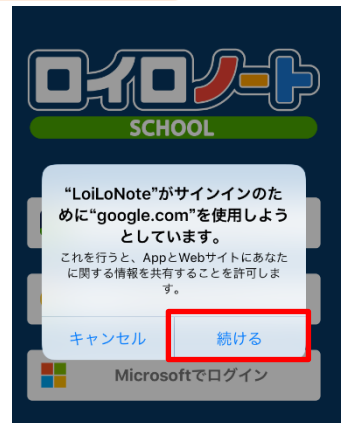 ロイロノート
SCHOOL
“LoiLoNote”がサインインのた
めに“google.com”を使用しよう
としています。
これを行うと、AppとWebサイトにあなた
に関する情報を共有することを許可しま
す。
キャンセル
続ける
Microsoftでログイン